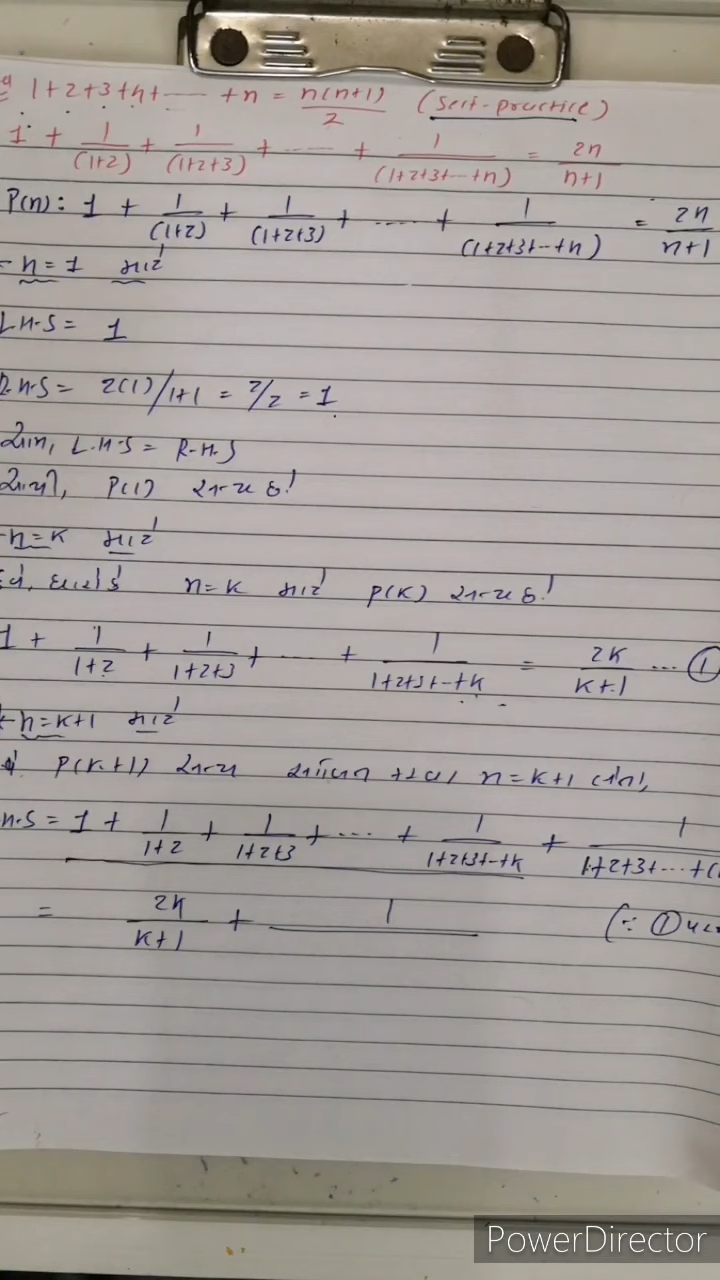 1+2+3+4+ ······ +n = n(n+1)/2 (self-practice)
1 + 1/(1+2) + 1/(1+2+3) + ······ + 1/(1+2+3+···+n) = 2n/n+1
P(n): 1 + 1/(1+2) + 1/(1+2+3) + ······ + 1/(1+2+3+···+n) = 2n/n+1
n=1 માટે
L.H.S = 1
R.H.S = 2(1)/1+1 = 2/2 = 1
આમ, L.H.S = R.H.S
P(1) સત્ય છે.
n=k માટે
n=k માટે P(k) સત્ય છે.
1 + 1/1+2 + 1/1+2+3 + ······ + 1/1+2+3+···+k = 2k/k+1 ··· ①
n=k+1 માટે
P(k+1) સત્ય n=k+1
H.S = 1 + 1/1+2 + 1/1+2+3 + ··· + 1/1+2+3+···+k + 1/1+2+3+···+(
= 2k/k+1 + 1/ (∵ ①
PowerDirector